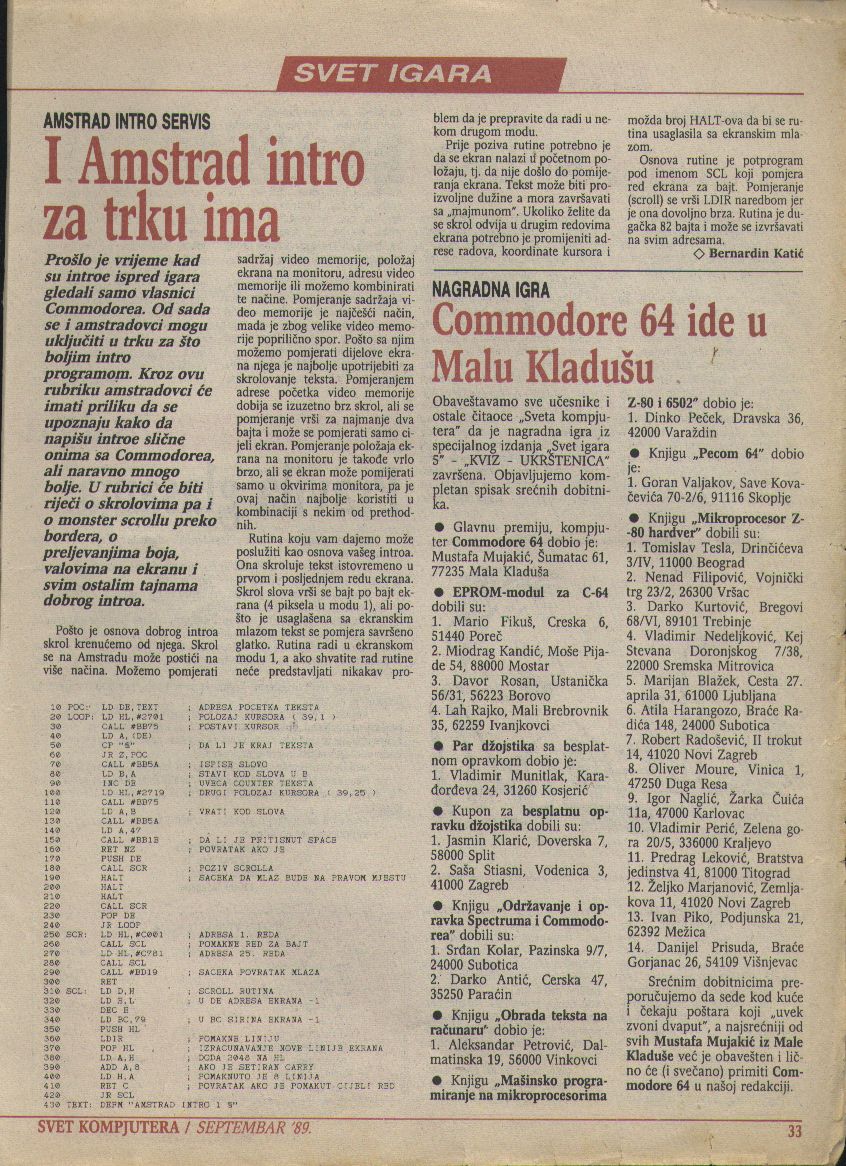 SVET IGARA
AMSTRAD INTRO SERVIS
I Amstrad intro
za trku ima
Prošlo je vrijeme kad
su introe ispred igara
gledali samo vlasnici
Commodorea. Od sada
se i amstradovci mogu
uključiti u trku za što
boljim intro
programom. Kroz ovu
rubriku amstradovci će
imati priliku da se
upoznaju kako da
napišu introe slične
onima sa Commodorea,
ali naravno mnogo
bolje. U rubrici će biti
riječi o skrolovima pa i
o monster scrollu preko
bordera, o
preljevanjima boja,
valovima na ekranu i
svim ostalim tajnama
dobrog introa.
Pošto je osnova dobrog introa
skrol krenućemo od njega. Skrol
se na Amstradu može postići na
više načina. Možemo pomjerati
sadržaj video memorije, položaj
ekrana na monitoru, adresu video
memorije ili možemo kombinirati
te načine. Pomjeranje sadržaja vi-
deo memorije je najčešći način,
mada je zbog velike video memo-
rije poprilično spor. Pošto sa njim
možemo pomjerati dijelove ekra-
na njega je najbolje upotrijebiti za
skrolovanje teksta. Pomjeranjem
adrese početka video memorije
dobija se izuzetno brz skrol, ali se
pomjeranje vrši za najmanje dva
bajta i može se pomjerati samo ci-
jeli ekran. Pomjeranje položaja ek-
rana na monitoru je takođe vrlo
brzo, ali se ekran može pomijerati
samo u okvirima monitora, pa je
ovaj način najbolje koristiti u
kombinaciji s nekim od prethod-
nih.
Rutina koju vam dajemo može
poslužiti kao osnova vašeg introa.
Ona skroluje tekst istovremeno u
prvom i posljednjem redu ekrana.
Skrol slova vrši se bajt po bajt ek-
rana (4 piksela u modu 1), ali po-
što je usaglašena sa ekranskim
mlazom tekst se pomjera savršeno
glatko. Rutina radi u ekranskom
modu 1, a ako shvatite rad rutine
neće predstavljati nikakav pro-
blem da je prepravite da radi u ne-
kom drugom modu.
Prije poziva rutine potrebno je
da se ekran nalazi u početnom po-
ložaju, tj. da nije došlo do pomije-
ranja ekrana. Tekst može biti pro-
izvoljne dužine a mora završavati
sa „majmunom". Ukoliko želite da
se skrol odvija u drugim redovima
ekrana potrebno je promijeniti ad-
rese radova, koordinate kursora i
možda broj HALT-ova da bi se ru-
tina usaglasila sa ekranskim mla-
zom.
Osnova rutine je potprogram
pod imenom SCL koji pomjera
red ekrana za bajt. Pomjeranje
(scroll) se vrši LDIR naredbom jer
je ona dovoljno brza. Rutina je du-
gačka 82 bajta i može se izvršavati
na svim adresama.
◇ Bernardin Katić
10 POC: LD DE,TEXT ; ADRESA POCETKA TEKSTA
20 LOOP: LD HL,#2701 ; POLOZAJ KURSORA ( 39,1 )
30 CALL #BB75 ; POSTAVI KURSOR
40 LD A,(DE)
50 CP "§" ; DA LI JE KRAJ TEKSTA
60 JR Z,POC
70 CALL #BB5A ; ISPISE SLOVO
80 LD B,A ; STAVI KOD SLOVA U B
90 INC DE ; UVECA COUNTER TEKSTA
100 LD HL,#2719 ; DRUGI POLOZAJ KURSORA ( 39,25 )
110 CALL #BB75
120 LD A,B ; VRATI KOD SLOVA
130 CALL #BB5A
140 LD A,47
150 CALL #BB1B ; DA LI JE PRITISNUT SPACE
160 RET NZ ; POVRATAK AKO JE
170 PUSH DE
180 CALL SCR ; POZIV SCROLLA
190 HALT ; SACEKA DA MLAZ BUDE NA PRAVOM MJESTU
200 HALT
210 HALT
220 CALL SCR
230 POP DE
240 JR LOOP
250 SCR: LD HL,#C001 ; ADRESA 1. REDA
260 CALL SCL ; POMAKNE RED ZA BAJT
270 LD HL,#C781 ; ADRESA 25. REDA
280 CALL SCL
290 CALL #BD19 ; SACEKA POVRATAK MLAZA
300 RET
310 SCL: LD D,H ; SCROLL RUTINA
320 LD E,L ; U DE ADRESA EKRANA -1
330 DEC E
340 LD BC,79 ; U BC SIRINA EKRANA -1
350 PUSH HL
360 LDIR ; POMAKNE LINIJU
370 POP HL ; IZRACUNAVANJE NOVE LINIJE EKRANA
380 LD A,H ; DODA 2048 NA HL
390 ADD A,8 ; AKO JE SETIRAN CARRY
400 LD H,A ; POMAKNUTO JE 8 LINIJA
410 RET C ; POVRATAK AKO JE POMAKUT CIJELI RED
420 JR SCL
430 TEXT: DEFM "AMSTRAD INTRO 1 §"
NAGRADNA IGRA
Commodore 64 ide u
Malu Kladušu
Obaveštavamo sve učesnike i
ostale čitaoce „Sveta kompju-
tera" da je nagradna igra iz
specijalnog izdanja „Svet igara
5" – „KVIZ - UKRŠTENICA"
završena. Objavljujemo kom-
pletan spisak srećnih dobitni-
ka.
● Glavnu premiju, kompju-
ter Commodore 64 dobio je:
Mustafa Mujakić, Šumatac 61,
77235 Mala Kladuša
● EPROM-modul za C-64
dobili su:
1. Mario Fikuš, Creska 6,
51440 Poreč
2. Miodrag Kandić, Moše Pija-
de 54, 88000 Mostar
3. Davor Rosan, Ustanička
56/31, 56223 Borovo
4. Lah Rajko, Mali Brebrovnik
35, 62259 Ivanjkovci
● Par džojstika sa besplat-
nom opravkom dobio je:
1. Vladimir Munitlak, Kara-
đorđeva 24, 31260 Kosjerić
● Kupon za besplatnu op-
ravku džojstika dobili su:
1. Jasmin Klarić, Doverska 7,
58000 Split
2. Saša Stiasni, Vodenica 3,
41000 Zagreb
● Knjigu „Održavanje i op-
ravka Spectruma i Commodo-
rea" dobili su:
1. Srđan Kolar, Pazinska 9/7,
24000 Subotica
2. Darko Antić, Cerska 47,
35250 Paraćin
● Knjigu „Obrada teksta na
računaru" dobio je:
1. Aleksandar Petrović, Dal-
matinska 19, 56000 Vinkovci
● Knjigu „Mašinsko progra-
miranje na mikroprocesorima
Z-80 i 6502" dobio je:
1. Dinko Peček, Dravska 36,
42000 Varaždin
● Knjigu „Pecom 64" dobio
je:
1. Goran Valjakov, Save Kova-
čevića 70-2/6, 91116 Skoplje
● Knjigu „Mikroprocesor Z-
-80 hardver" dobili su:
1. Tomislav Tesla, Drinčićeva
3/IV, 11000 Beograd
2. Nenad Filipović, Vojnički
trg 23/2, 26300 Vršac
3. Darko Kurtović, Bregovi
68/VI, 89101 Trebinje
4. Vladimir Nedeljković, Kej
Stevana Doronjskog 7/38,
22000 Sremska Mitrovica
5. Marijan Blažek, Cesta 27.
aprila 31, 61000 Ljubljana
6. Atila Harangozo, Braće Ra-
dića 148, 24000 Subotica
7. Robert Radošević, II trokut
14, 41020 Novi Zagreb
8. Oliver Moure, Vinica 1,
47250 Duga Resa
9. Igor Naglić, Žarka Čuića
11a, 47000 Karlovac
10. Vladimir Perić, Zelena go-
ra 20/5, 336000 Kraljevo
11. Predrag Leković, Bratstva
jedinstva 41, 81000 Titograd
12. Željko Marjanović, Zemlja-
kova 11, 41020 Novi Zagreb
13. Ivan Piko, Podjunska 21,
62392 Mežica
14. Danijel Prisuda, Braće
Gorjanac 26, 54109 Višnjevac
Srećnim dobitnicima pre-
poručujemo da sede kod kuće
i čekaju poštara koji „uvek
zvoni dvaput", a najsrećniji od
svih Mustafa Mujakić iz Male
Kladuše već je obavešten i lič-
no će (i svečano) primiti Com-
modore 64 u našoj redakciji.
SVET KOMPJUTERA / SEPTEMBAR '89.
33